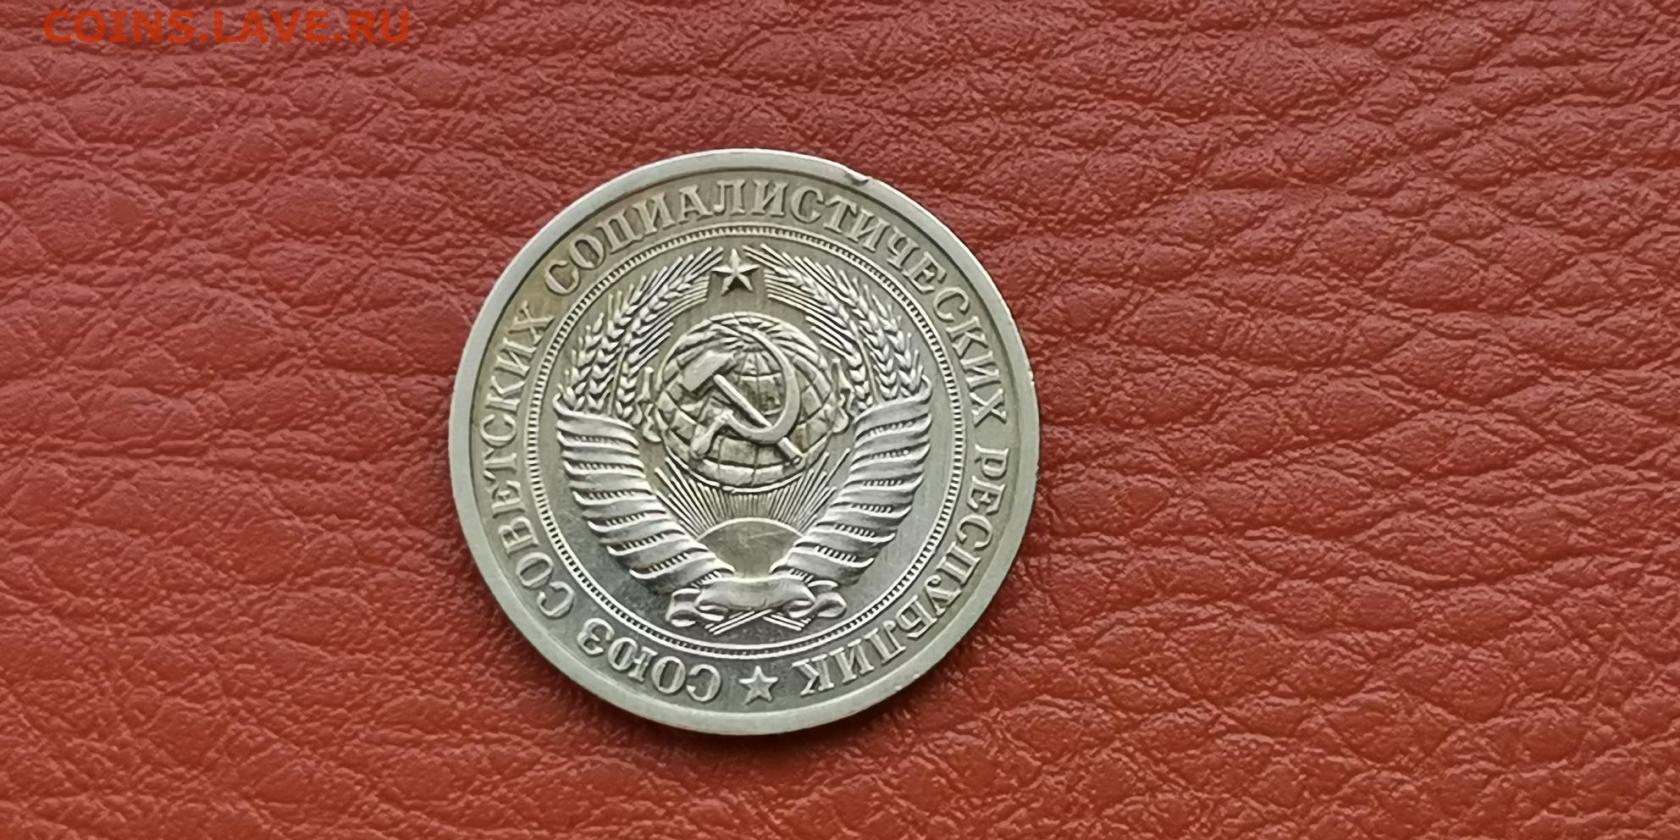 COINS.LAVE.RU
СОЮЗ СОВЕТСКИХ СОЦИАЛИСТИЧЕСКИХ РЕСПУБЛИК